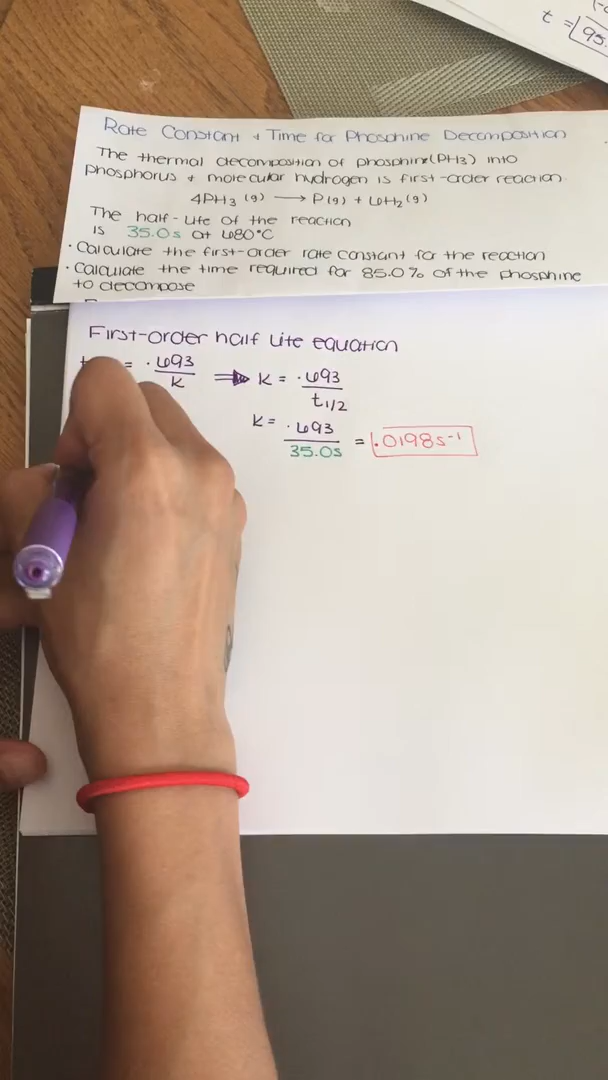 t =
95.
Rate Constant + Time for Phosphine Decomposition
The thermal decomposition of phosphine (PH3) into
phosphorus + molecular hydrogen is first-order reaction.
4PH₃ (g) → P(g) + 6H₂ (g)
The half-life of the reaction
is 35.0s at 680°C
· Calculate the first-order rate constant for the reaction
· Calculate the time required for 85.0% of the phosphine
to decompose
First-order half life equation
= .693/k ⇒ k = .693/t1/2
k = .693/35.0s = .0198s⁻¹